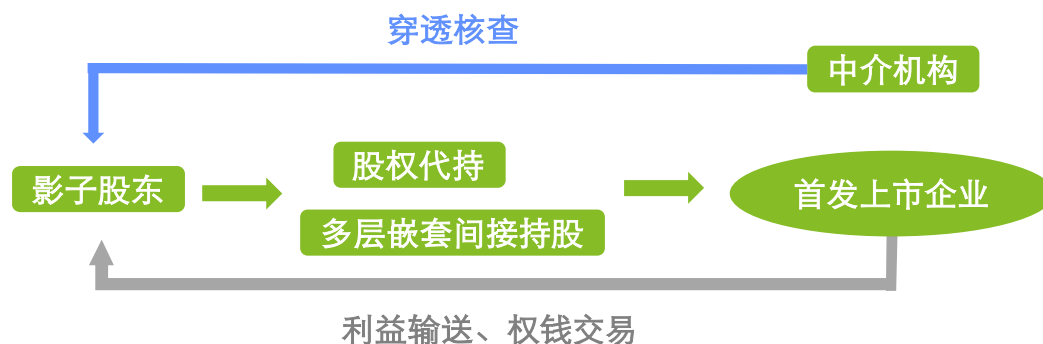 穿透核查
中介机构
影子股东
股权代持
多层嵌套间接持股
首发上市企业
利益输送、权钱交易